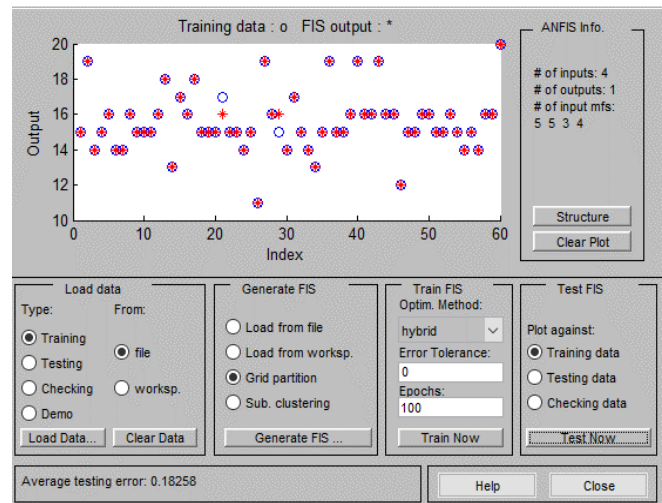 Training data : o   FIS output : *
ANFIS Info.
20
18
16
14
12
10
Output
0 10 20 30 40 50 60
Index
# of inputs: 4
# of outputs: 1
# of input mfs:
5 5 3 4
Structure
Clear Plot
Load data
Type: From:
Training
Testing
Checking
Demo
file
worksp.
Load Data...
Clear Data
Generate FIS
Load from file
Load from worksp.
Grid partition
Sub. clustering
Generate FIS ...
Train FIS
Optim. Method:
hybrid
Error Tolerance:
0
Epochs:
100
Train Now
Test FIS
Plot against:
Training data
Testing data
Checking data
Test Now
Average testing error: 0.18258
Help
Close